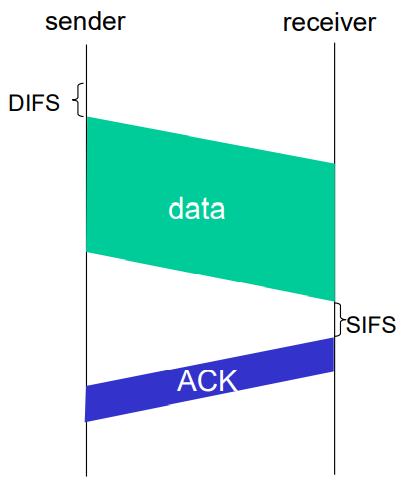 sender
receiver
DIFS
data
SIFS
ACK